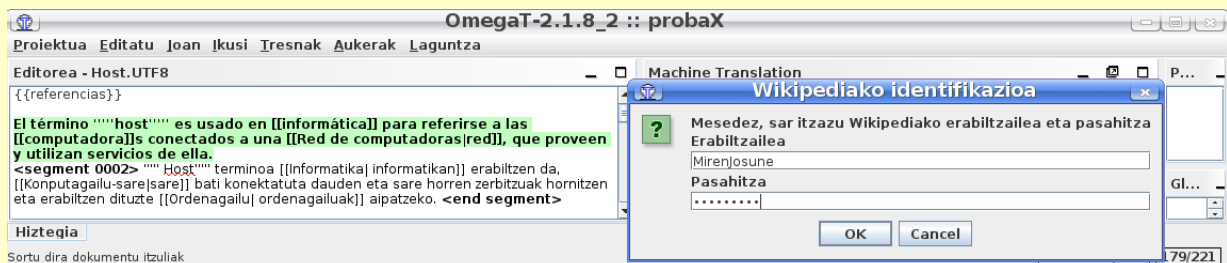 OmegaT-2.1.8_2 :: probaX
Proiektua Editatu Joan Ikusi Tresnak Aukerak Laguntza
Editorea - Host.UTF8
{{referencias}}
El término '''''host''''' es usado en [[informática]] para referirse a las
[[computadora]]s conectados a una [[Red de computadoras|red]], que proveen
y utilizan servicios de ella.
<segment 0002> ''''' Host''''' terminoa [[Informatika| informatikan]] erabiltzen da,
[[Konputagailu-sare|sare]] bati konektatuta dauden eta sare horren zerbitzuak hornitzen
eta erabiltzen dituzte [[Ordenagailu| ordenagailuak]] aipatzeko. <end segment>
Machine Translation
P...
Wikipediako identifikazioa
Mesedez, sar itzazu Wikipediako erabiltzailea eta pasahitza
Erabiltzailea
MirenJosune
Pasahitza
•••••••••
OK Cancel
Gl...
Hiztegia
Sortu dira dokumentu itzuliak
179/221